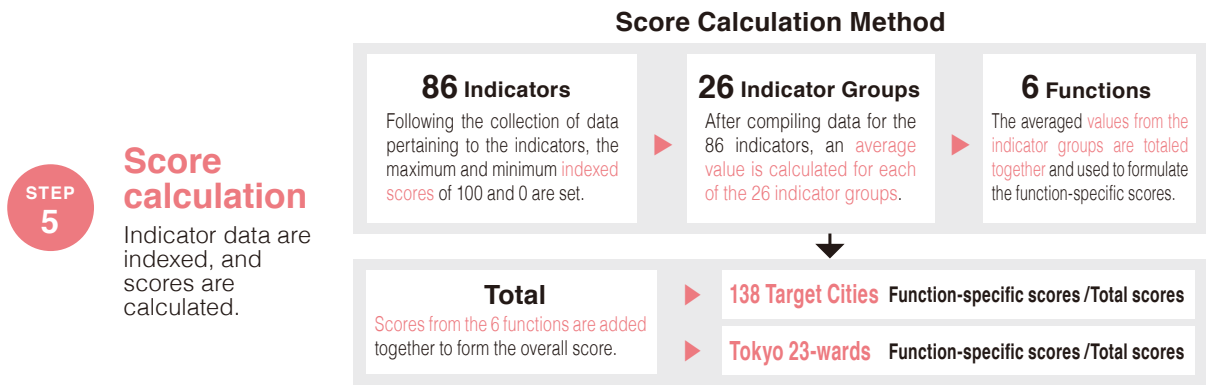 STEP
5
Score
calculation
Indicator data are
indexed, and
scores are
calculated.
Score Calculation Method
86 Indicators
Following the collection of data
pertaining to the indicators, the
maximum and minimum indexed
scores of 100 and 0 are set.
26 Indicator Groups
After compiling data for the
86 indicators, an average
value is calculated for each
of the 26 indicator groups.
6 Functions
The averaged values from the
indicator groups are totaled
together and used to formulate
the function-specific scores.
Total
Scores from the 6 functions are added
together to form the overall score.
138 Target Cities Function-specific scores /Total scores
Tokyo 23-wards Function-specific scores /Total scores